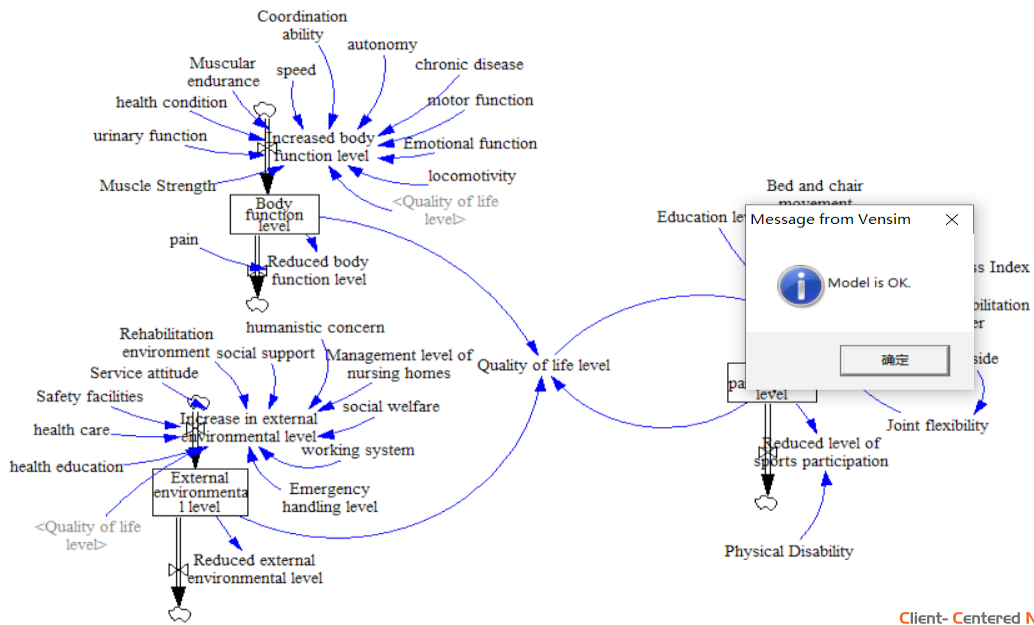 Coordination
ability
autonomy
Muscular
endurance
speed
chronic disease
health condition
motor function
urinary function
Increased body
function level
Emotional function
Muscle Strength
locomotivity
<Quality of life
level>
Body
function
level
pain
Reduced body
function level
Bed and chair
movement
Education
Message from Vensim
Model is OK.
确定
Index
side
level
Joint flexibility
Reduced level of
sports participation
Physical Disability
Quality of life level
humanistic concern
Rehabilitation
environment
social support
Management level of
nursing homes
Service attitude
Safety facilities
social welfare
health care
Increase in external
environmental level
working system
health education
External
environmenta
l level
Emergency
handling level
<Quality of life
level>
Reduced external
environmental level
Client- Centered